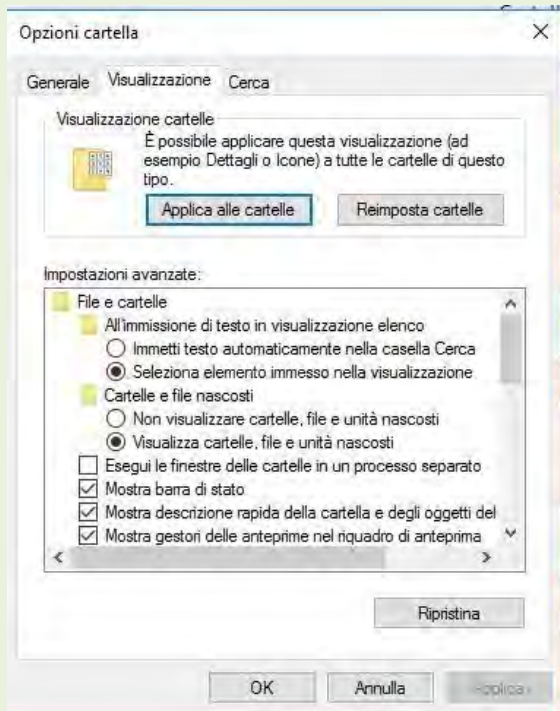 Opzioni cartella
Generale Visualizzazione Cerca
Visualizzazione cartelle
È possibile applicare questa visualizzazione (ad
esempio Dettagli o Icone) a tutte le cartelle di questo
tipo.
Applica alle cartelle Reimposta cartelle
Impostazioni avanzate:
File e cartelle
All'immissione di testo in visualizzazione elenco
Immetti testo automaticamente nella casella Cerca
Seleziona elemento immesso nella visualizzazione
Cartelle e file nascosti
Non visualizzare cartelle, file e unità nascosti
Visualizza cartelle, file e unità nascosti
Esegui le finestre delle cartelle in un processo separato
Mostra barra di stato
Mostra descrizione rapida della cartella e degli oggetti del
Mostra gestori delle anteprime nel riquadro di anteprima
Ripristina
OK Annulla Applica